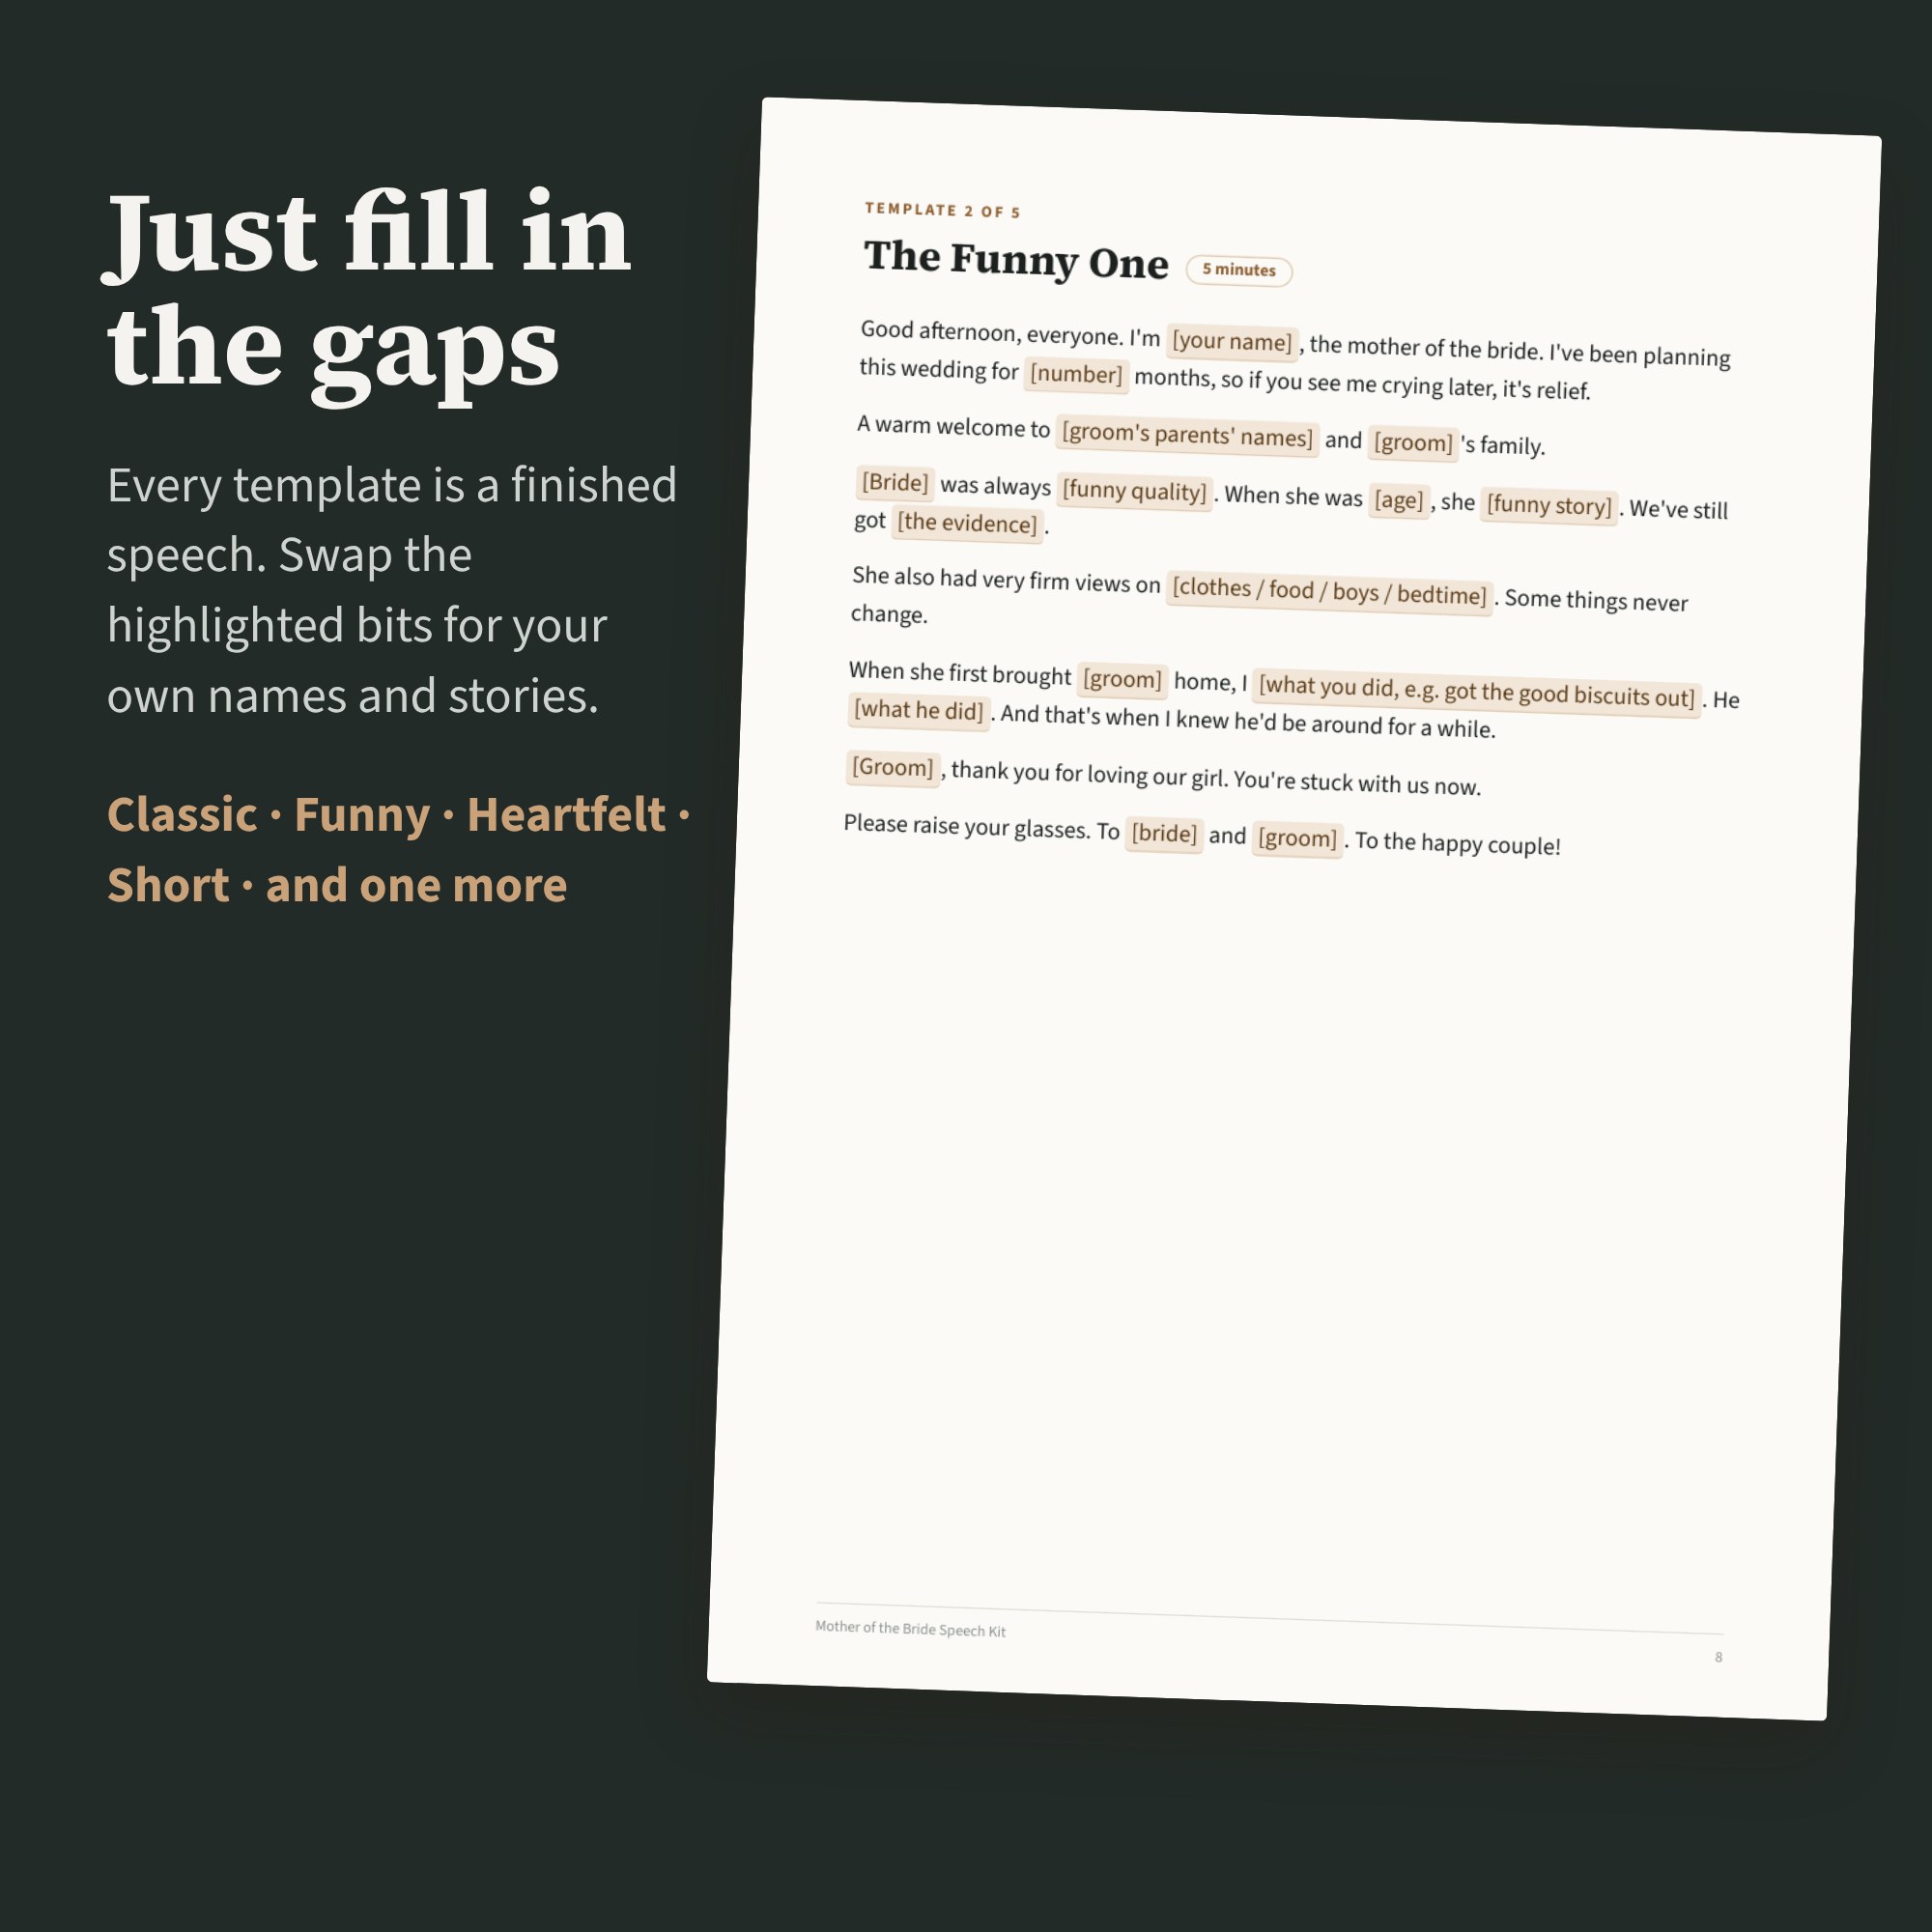 Just fill in
the gaps
Every template is a finished
speech. Swap the
highlighted bits for your
own names and stories.
Classic · Funny · Heartfelt ·
Short · and one more
TEMPLATE 2 OF 5
The Funny One 5 minutes
Good afternoon, everyone. I'm [your name], the mother of the bride. I've been planning
this wedding for [number] months, so if you see me crying later, it's relief.
A warm welcome to [groom's parents' names] and [groom]'s family.
[Bride] was always [funny quality]. When she was [age], she [funny story]. We've still
got [the evidence].
She also had very firm views on [clothes / food / boys / bedtime]. Some things never
change.
When she first brought [groom] home, I [what you did, e.g. got the good biscuits out]. He
[what he did]. And that's when I knew he'd be around for a while.
[Groom], thank you for loving our girl. You're stuck with us now.
Please raise your glasses. To [bride] and [groom]. To the happy couple!
Mother of the Bride Speech Kit
8